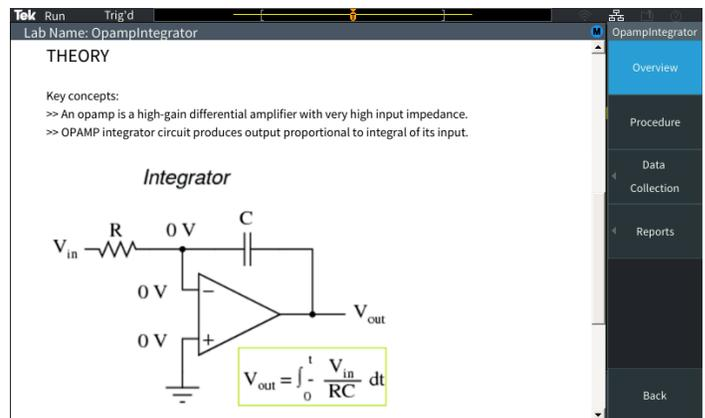 Tek Run Trig'd
Lab Name: OpampIntegrator
M
OpampIntegrator
THEORY
Key concepts:
>> An opamp is a high-gain differential amplifier with very high input impedance.
>> OPAMP integrator circuit produces output proportional to integral of its input.
Integrator
R 0 V C
Vin
0 V −
0 V +
Vout
Vout = ∫₀ᵗ - Vin/RC dt
Overview
Procedure
Data
Collection
Reports
Back